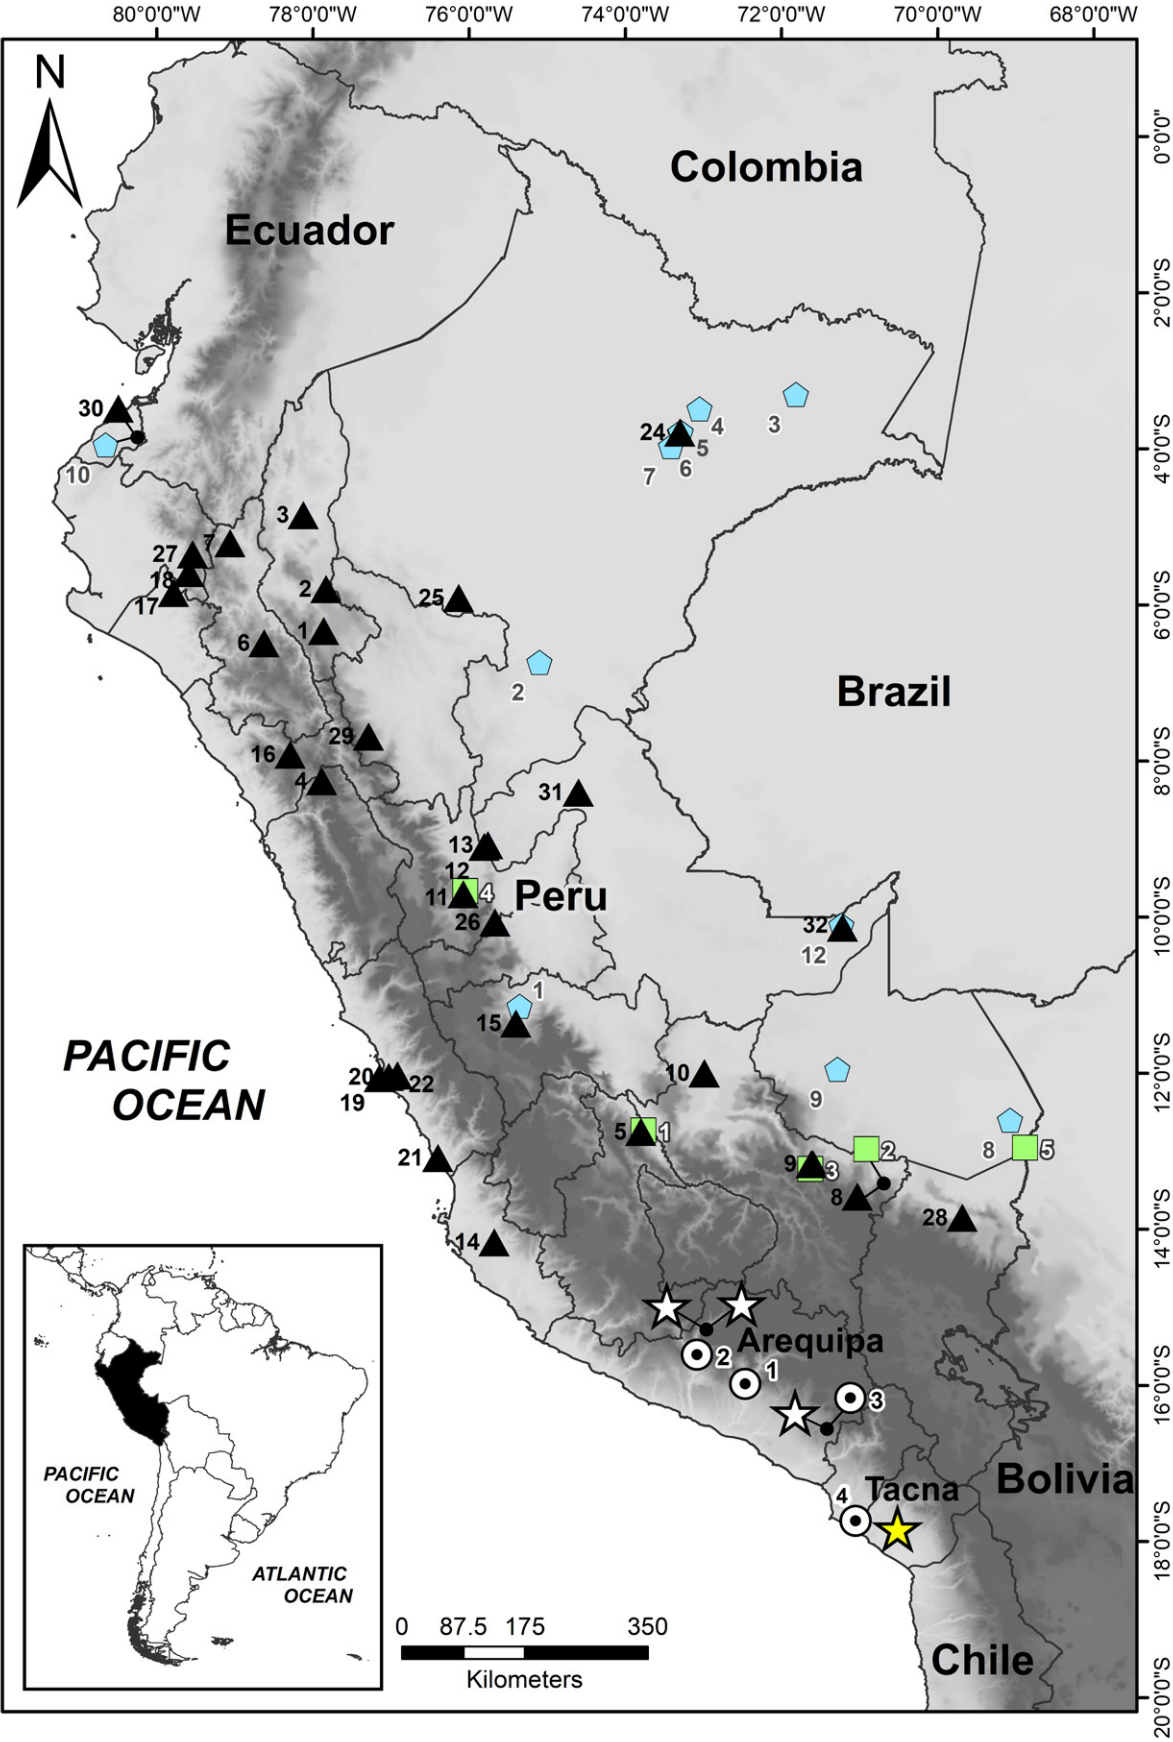 80°0'0"W
78°0'0"W
76°0'0"W
74°0'0"W
72°0'0"W
70°0'0"W
68°0'0"W
N
0°0'0"
Colombia
Ecuador
2°0'0"S
30
10
24
4
3
5
6
7
4°0'0"S
3
7
27
18
17
2
25
1
6
6°0'0"S
2
Brazil
29
16
4
31
8°0'0"S
13
12
11
4
Peru
26
32
12
10°0'0"S
1
15
PACIFIC
OCEAN
20
22
19
10
9
12°0'0"S
5
1
2
8
5
21
9
3
8
28
14
14°0'0"S
Arequipa
2
1
3
16°0'0"S
Bolivia
Tacna
4
18°0'0"S
PACIFIC
OCEAN
ATLANTIC
OCEAN
0
87.5
175
350
Kilometers
Chile
20°0'0"S